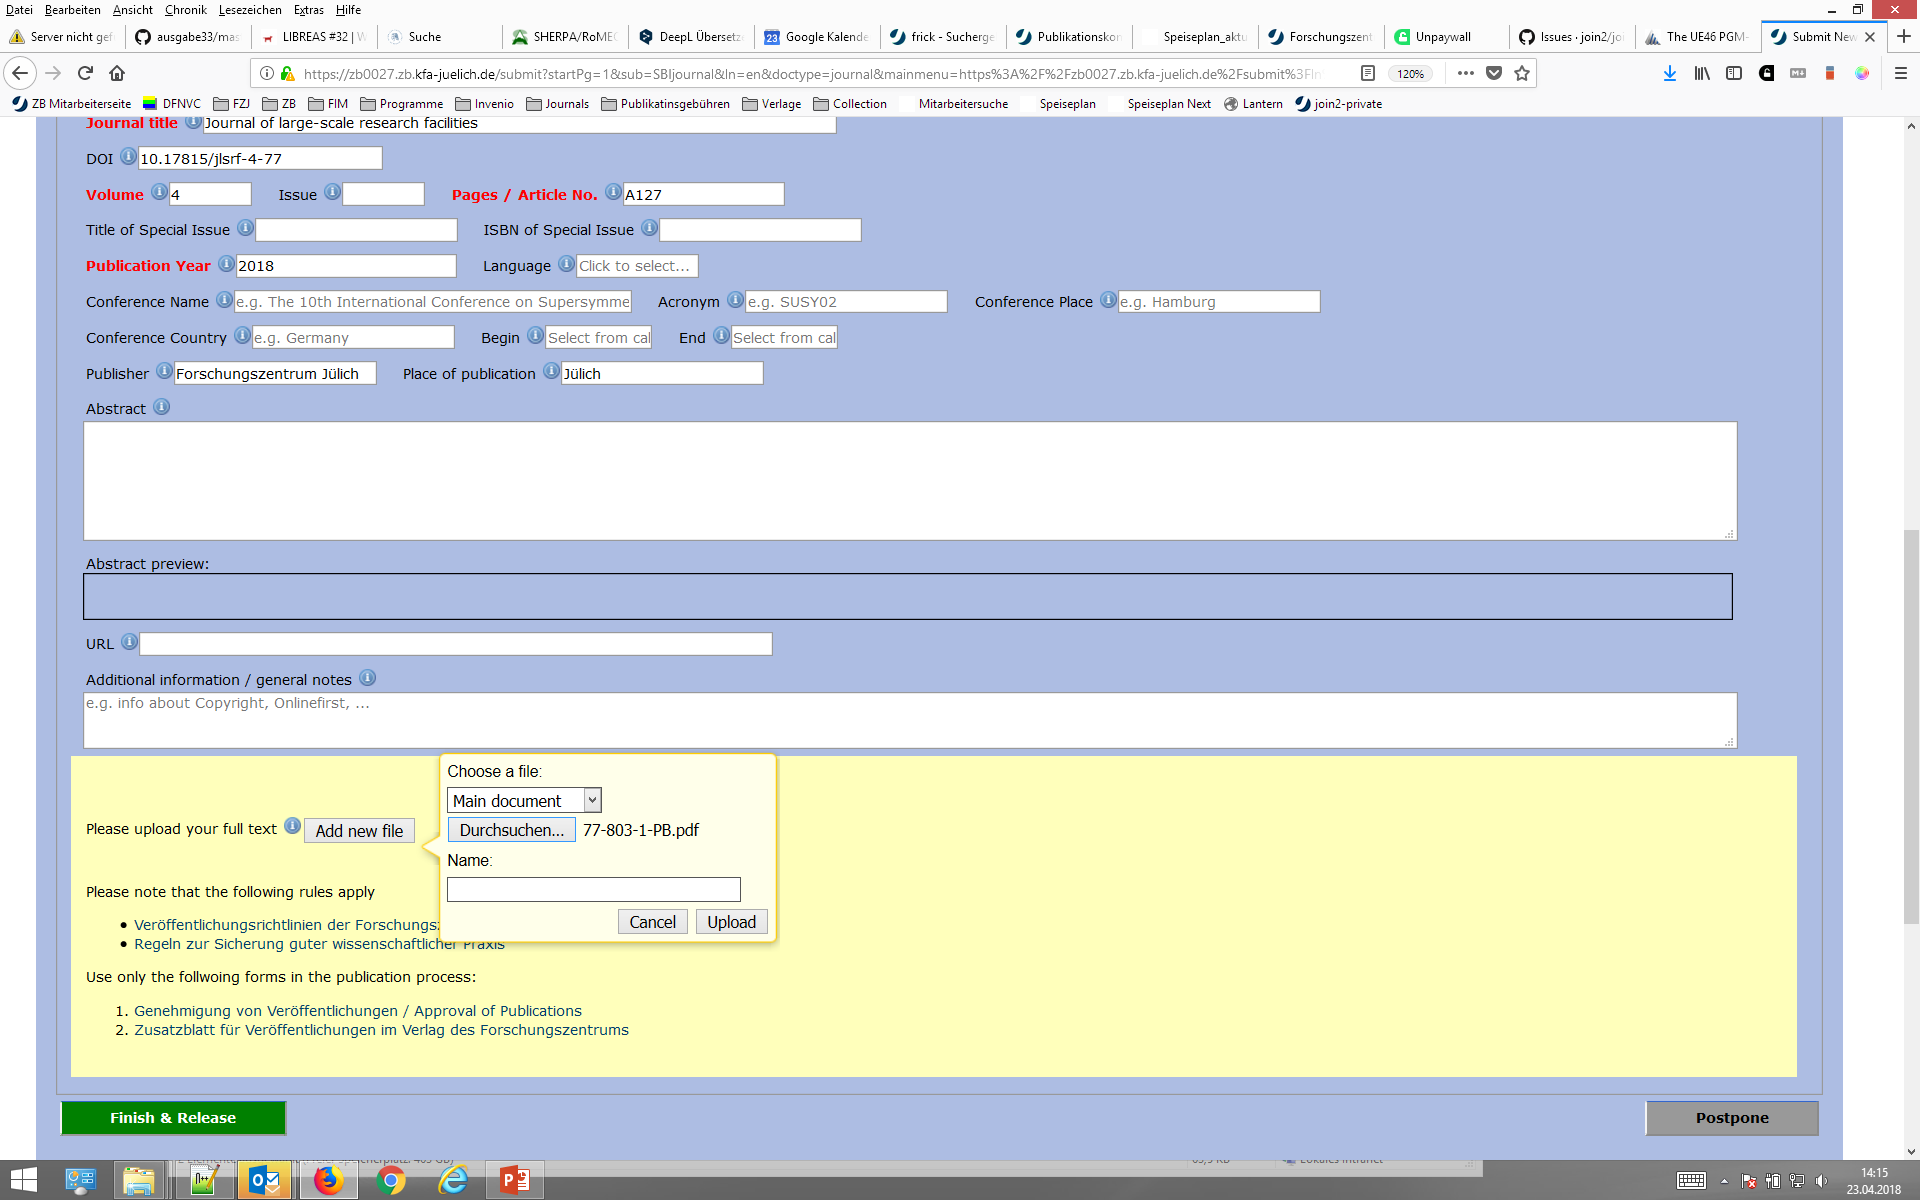 Datei Bearbeiten Ansicht Chronik Lesezeichen Extras Hilfe
Server nicht gef ausgabe33/mas LIBREAS #32 | W Suche SHERPA/RoMEO DeepL Übersetz Google Kalende frick - Sucherge Publikationskon Speiseplan_aktu Forschungszent Unpaywall Issues · join2/joi The UE46 PGM- Submit New
https://zb0027.zb.kfa-juelich.de/submit?startPg=1&sub=SBIjournal&ln=en&doctype=journal&mainmenu=https%3A%2F%2Fzb0027.zb.kfa-juelich.de%2Fsubmit%3Fln 120%
ZB Mitarbeiterseite DFNVC FZJ ZB FIM Programme Invenio Journals Publikatinsgebühren Verlage Collection Mitarbeitersuche Speiseplan Speiseplan Next Lantern join2-private
Journal title Journal of large-scale research facilities
DOI 10.17815/jlsrf-4-77
Volume 4 Issue Pages / Article No. A127
Title of Special Issue ISBN of Special Issue
Publication Year 2018 Language Click to select...
Conference Name e.g. The 10th International Conference on Supersymme Acronym e.g. SUSY02 Conference Place e.g. Hamburg
Conference Country e.g. Germany Begin Select from cal End Select from cal
Publisher Forschungszentrum Jülich Place of publication Jülich
Abstract
Abstract preview:
URL
Additional information / general notes
e.g. info about Copyright, Onlinefirst, ...
Choose a file:
Main document
Please upload your full text Add new file Durchsuchen... 77-803-1-PB.pdf
Name:
Please note that the following rules apply
Cancel Upload
• Veröffentlichungsrichtlinien der Forschungsz
• Regeln zur Sicherung guter wissenschaftlicher Praxis
Use only the follwoing forms in the publication process:
1. Genehmigung von Veröffentlichungen / Approval of Publications
2. Zusatzblatt für Veröffentlichungen im Verlag des Forschungszentrums
Finish & Release Postpone
14:15
23.04.2018